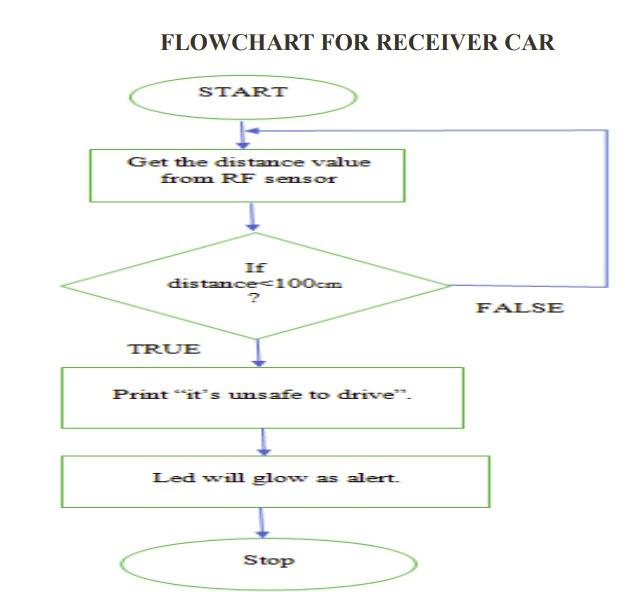 FLOWCHART FOR RECEIVER CAR
START
Get the distance value
from RF sensor
If
distance<100cm
?
FALSE
TRUE
Print “it’s unsafe to drive”.
Led will glow as alert.
Stop